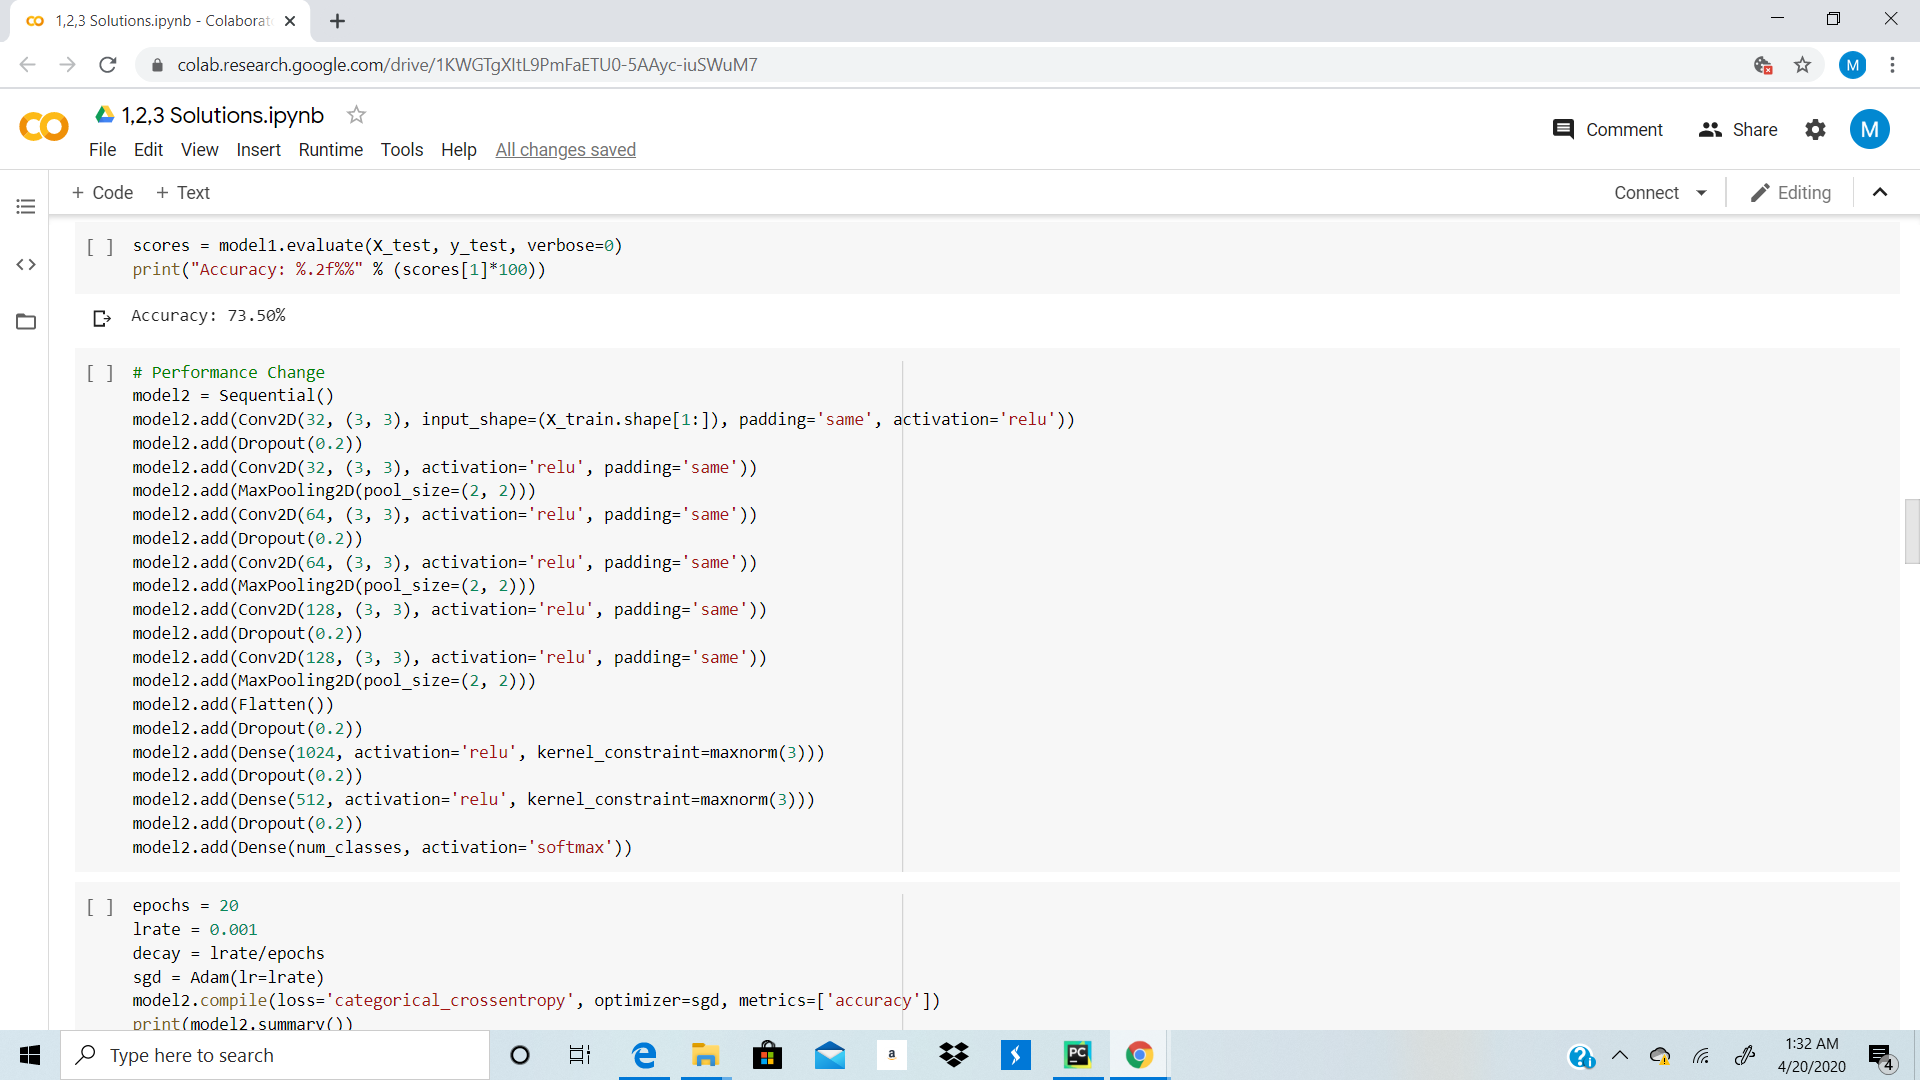 1,2,3 Solutions.ipynb - Colaborat
colab.research.google.com/drive/1KWGTgXItL9PmFaETU0-5AAyc-iuSWuM7
M
1,2,3 Solutions.ipynb
File Edit View Insert Runtime Tools Help All changes saved
Comment Share M
+ Code + Text
Connect Editing
[ ] scores = model1.evaluate(X_test, y_test, verbose=0)
print("Accuracy: %.2f%%" % (scores[1]*100))
Accuracy: 73.50%
[ ] # Performance Change
model2 = Sequential()
model2.add(Conv2D(32, (3, 3), input_shape=(X_train.shape[1:]), padding='same', activation='relu'))
model2.add(Dropout(0.2))
model2.add(Conv2D(32, (3, 3), activation='relu', padding='same'))
model2.add(MaxPooling2D(pool_size=(2, 2)))
model2.add(Conv2D(64, (3, 3), activation='relu', padding='same'))
model2.add(Dropout(0.2))
model2.add(Conv2D(64, (3, 3), activation='relu', padding='same'))
model2.add(MaxPooling2D(pool_size=(2, 2)))
model2.add(Conv2D(128, (3, 3), activation='relu', padding='same'))
model2.add(Dropout(0.2))
model2.add(Conv2D(128, (3, 3), activation='relu', padding='same'))
model2.add(MaxPooling2D(pool_size=(2, 2)))
model2.add(Flatten())
model2.add(Dropout(0.2))
model2.add(Dense(1024, activation='relu', kernel_constraint=maxnorm(3)))
model2.add(Dropout(0.2))
model2.add(Dense(512, activation='relu', kernel_constraint=maxnorm(3)))
model2.add(Dropout(0.2))
model2.add(Dense(num_classes, activation='softmax'))
[ ] epochs = 20
lrate = 0.001
decay = lrate/epochs
sgd = Adam(lr=lrate)
model2.compile(loss='categorical_crossentropy', optimizer=sgd, metrics=['accuracy'])
print(model2.summary())
Type here to search
a
PC
1:32 AM
4/20/2020
4